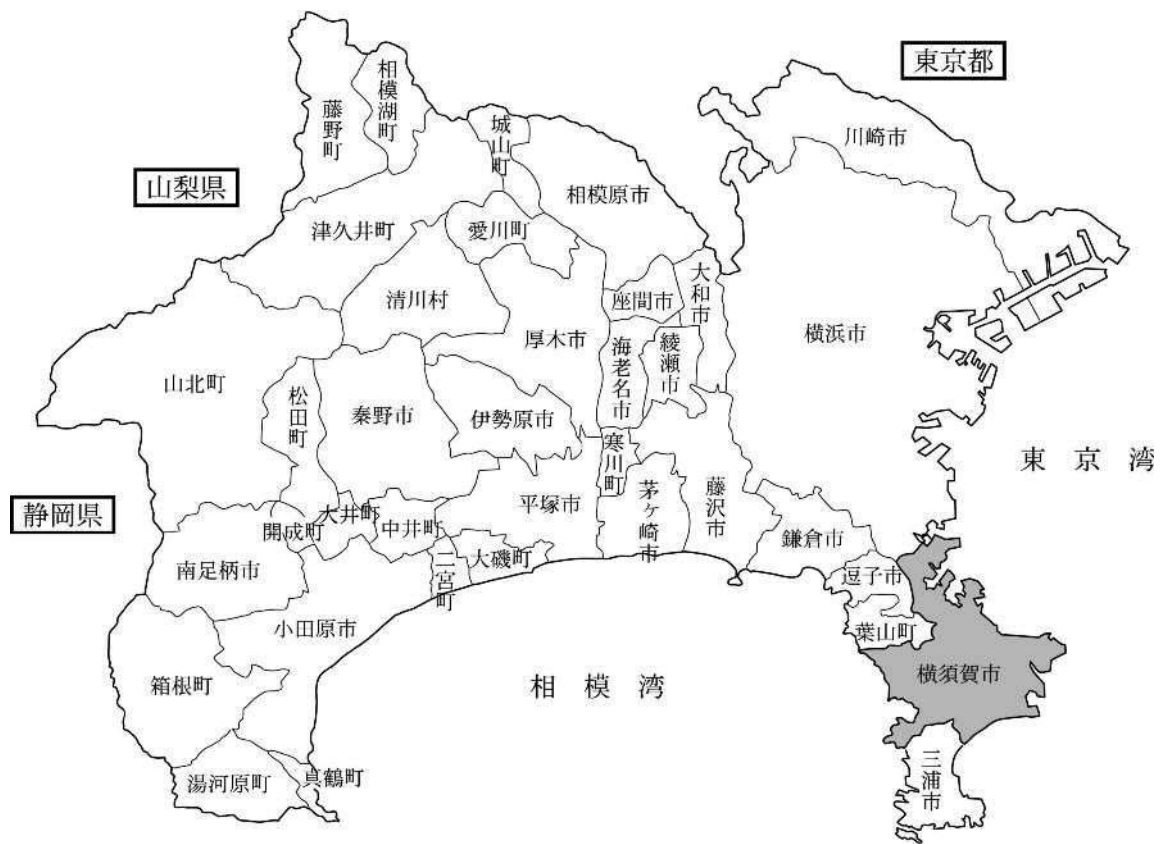 東京都
相模湖町
藤野町
城山町
川崎市
相模原市
山梨県
津久井町
愛川町
大和市
座間市
清川村
厚木市
横浜市
海老名市
綾瀬市
山北町
松田町
秦野市
伊勢原市
寒川町
東京湾
静岡県
平塚市
茅ヶ崎市
藤沢市
開成町
大井町
中井町
鎌倉市
南足柄市
二宮町
大磯町
逗子市
小田原市
葉山町
箱根町
相模湾
横須賀市
湯河原町
真鶴町
三浦市